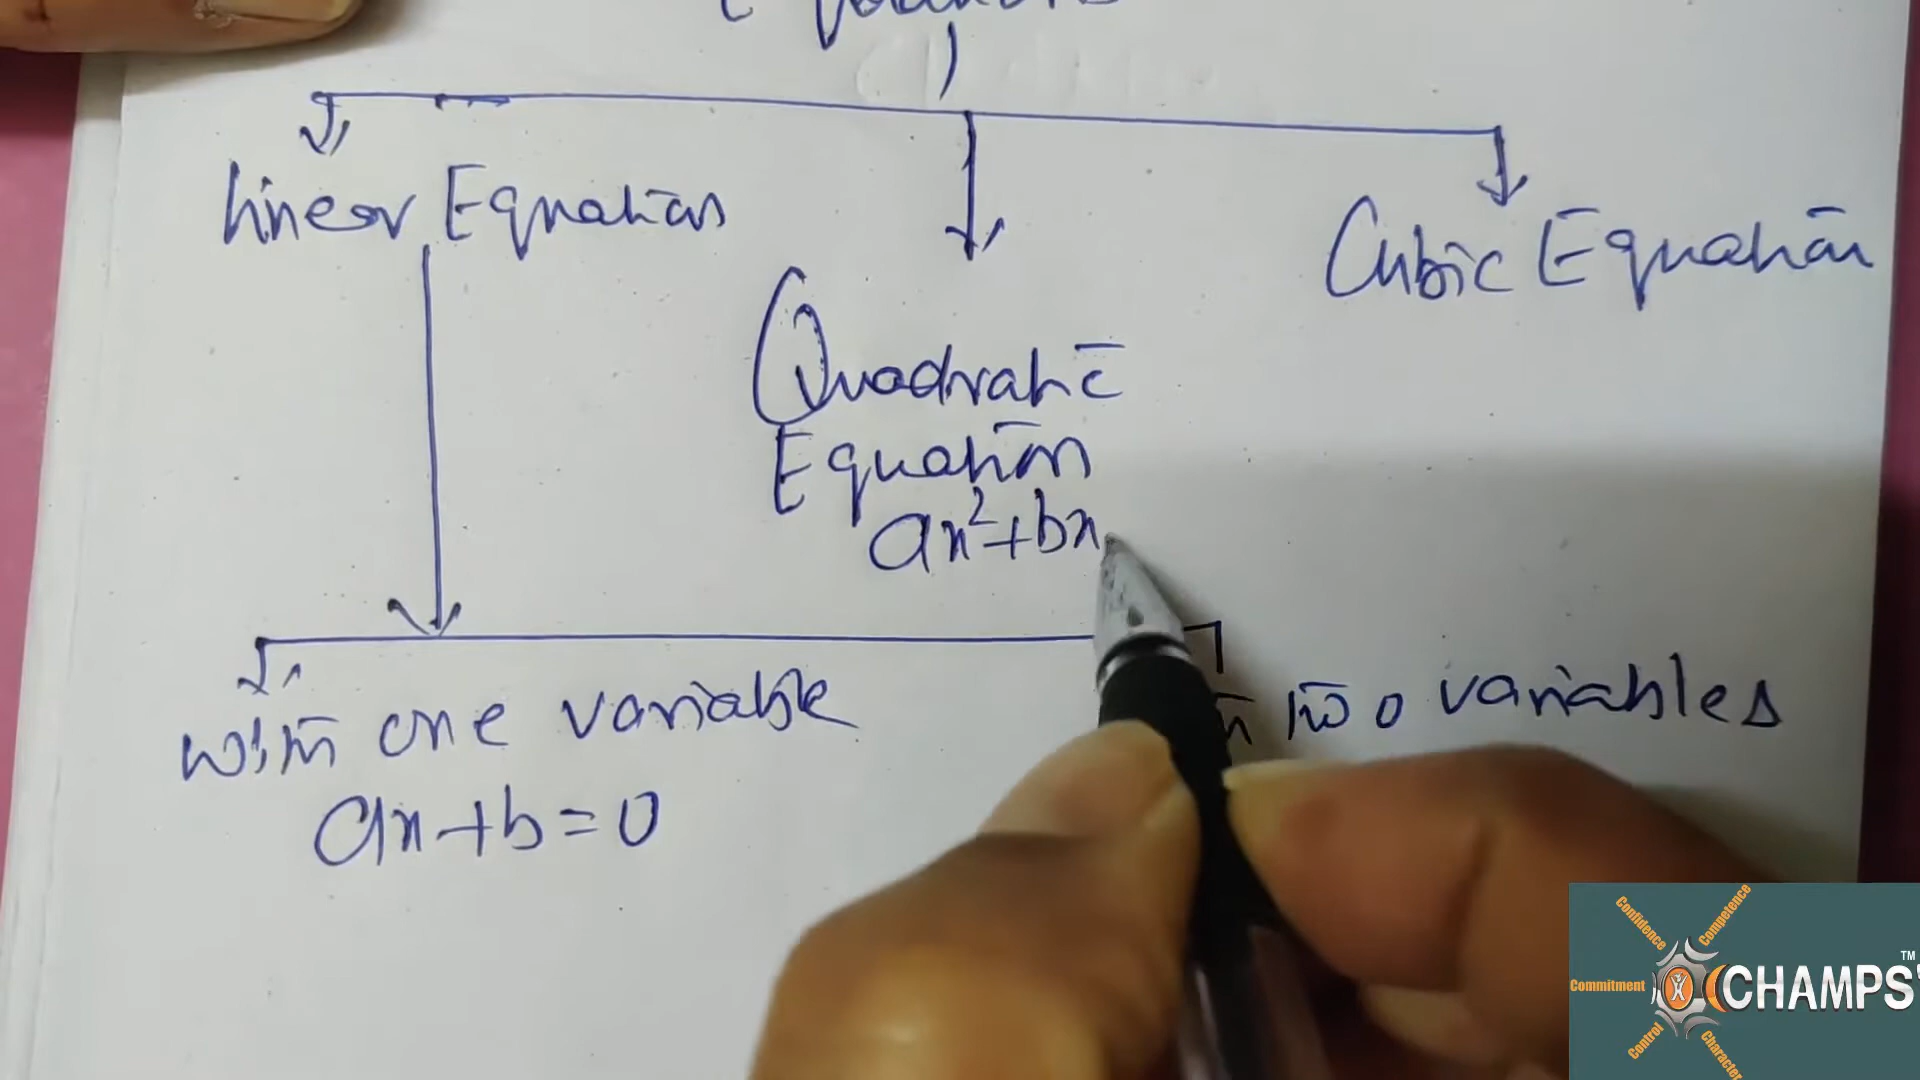 Linear Equation
Cubic Equation
Quadratic
Equation
ax²+bx
with one variable
two variables
ax+b=0
Confidence
Competence
Commitment
CHAMPS
TM
Control
Character